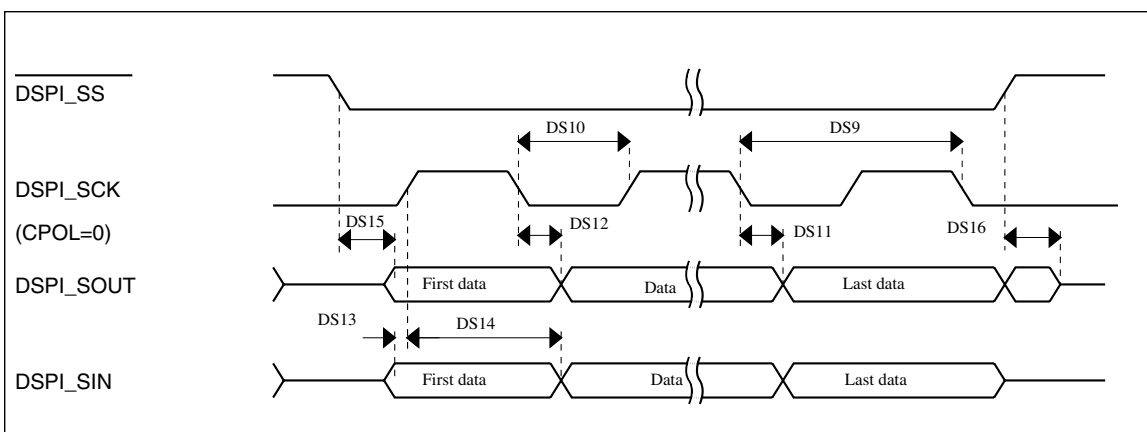 DSPI_SS
DS10
DS9
DSPI_SCK
(CPOL=0)
DS15
DS12
DS11
DS16
DSPI_SOUT
First data
Data
Last data
DS13
DS14
DSPI_SIN
First data
Data
Last data